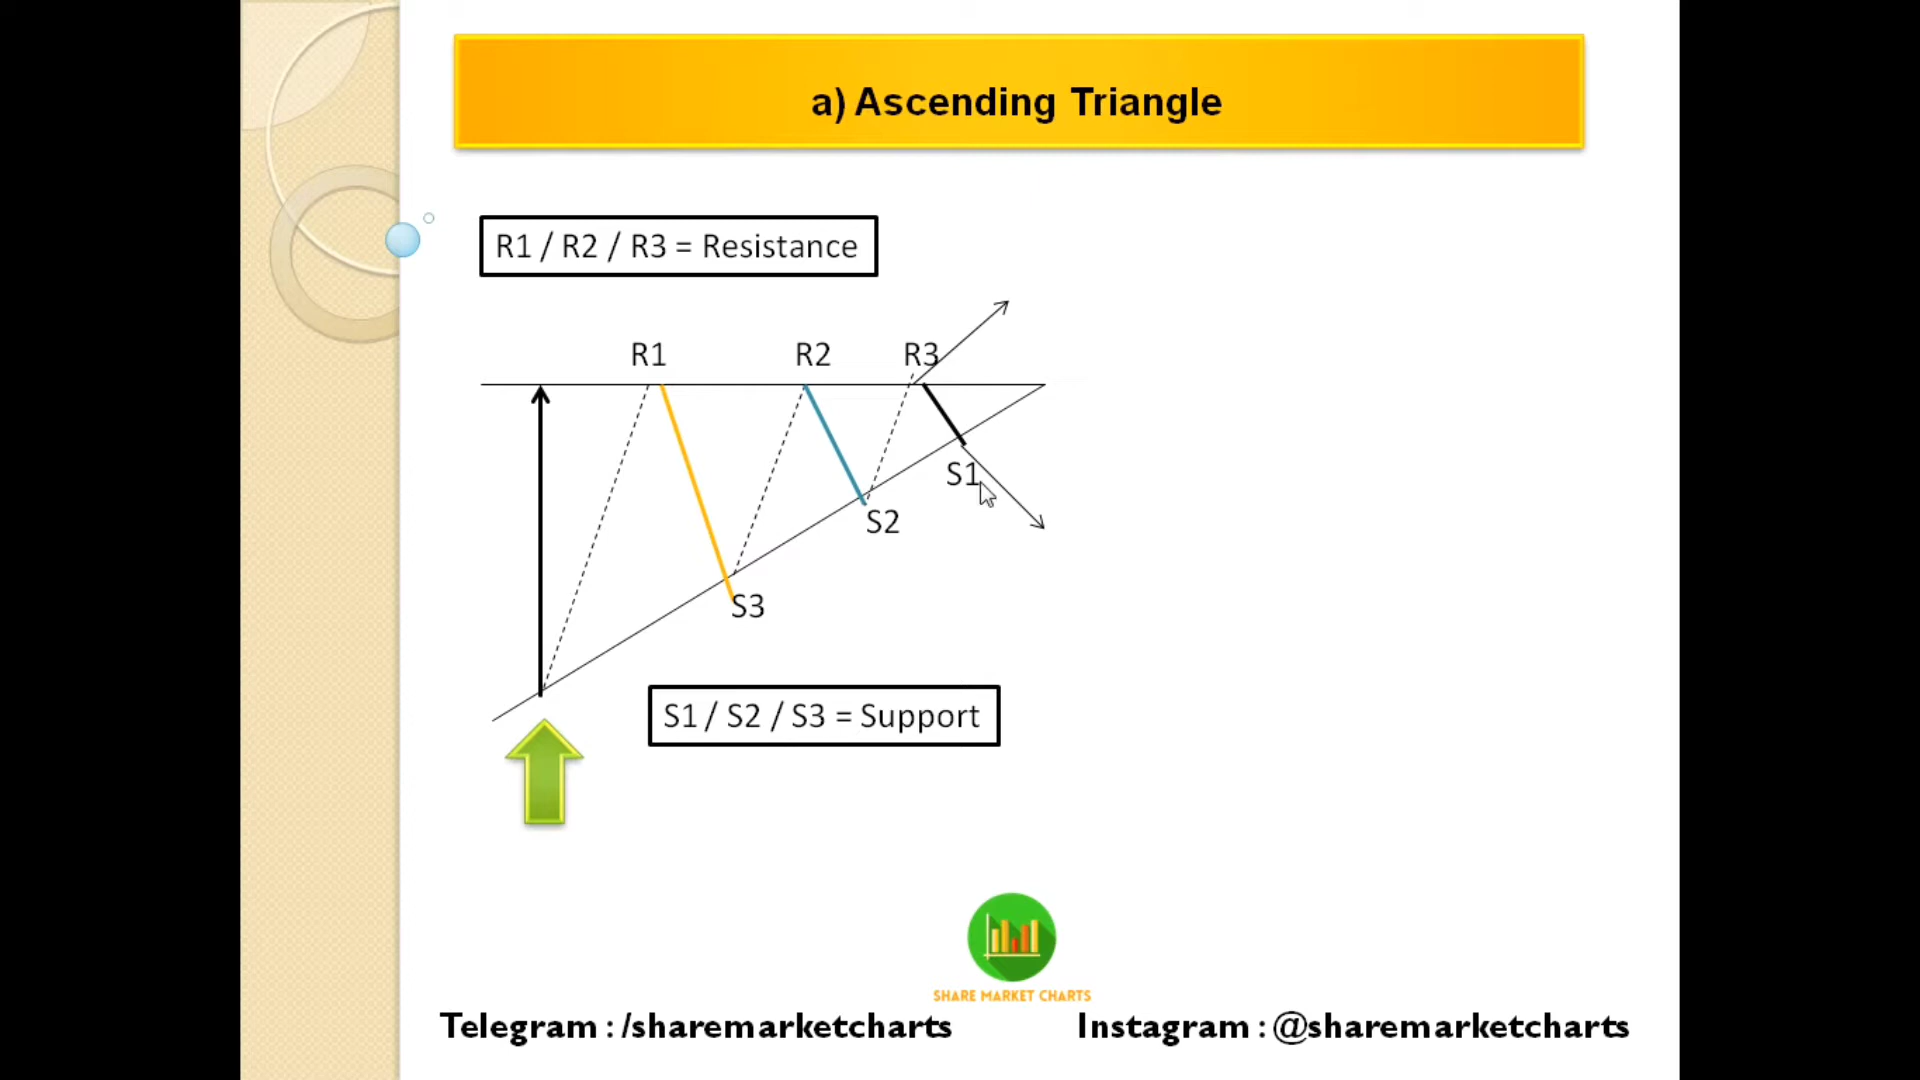 a) Ascending Triangle
R1 / R2 / R3 = Resistance
R1 R2 R3
S1
S2
S3
S1 / S2 / S3 = Support
SHARE MARKET CHARTS
Telegram : /sharemarketcharts Instagram : @sharemarketcharts